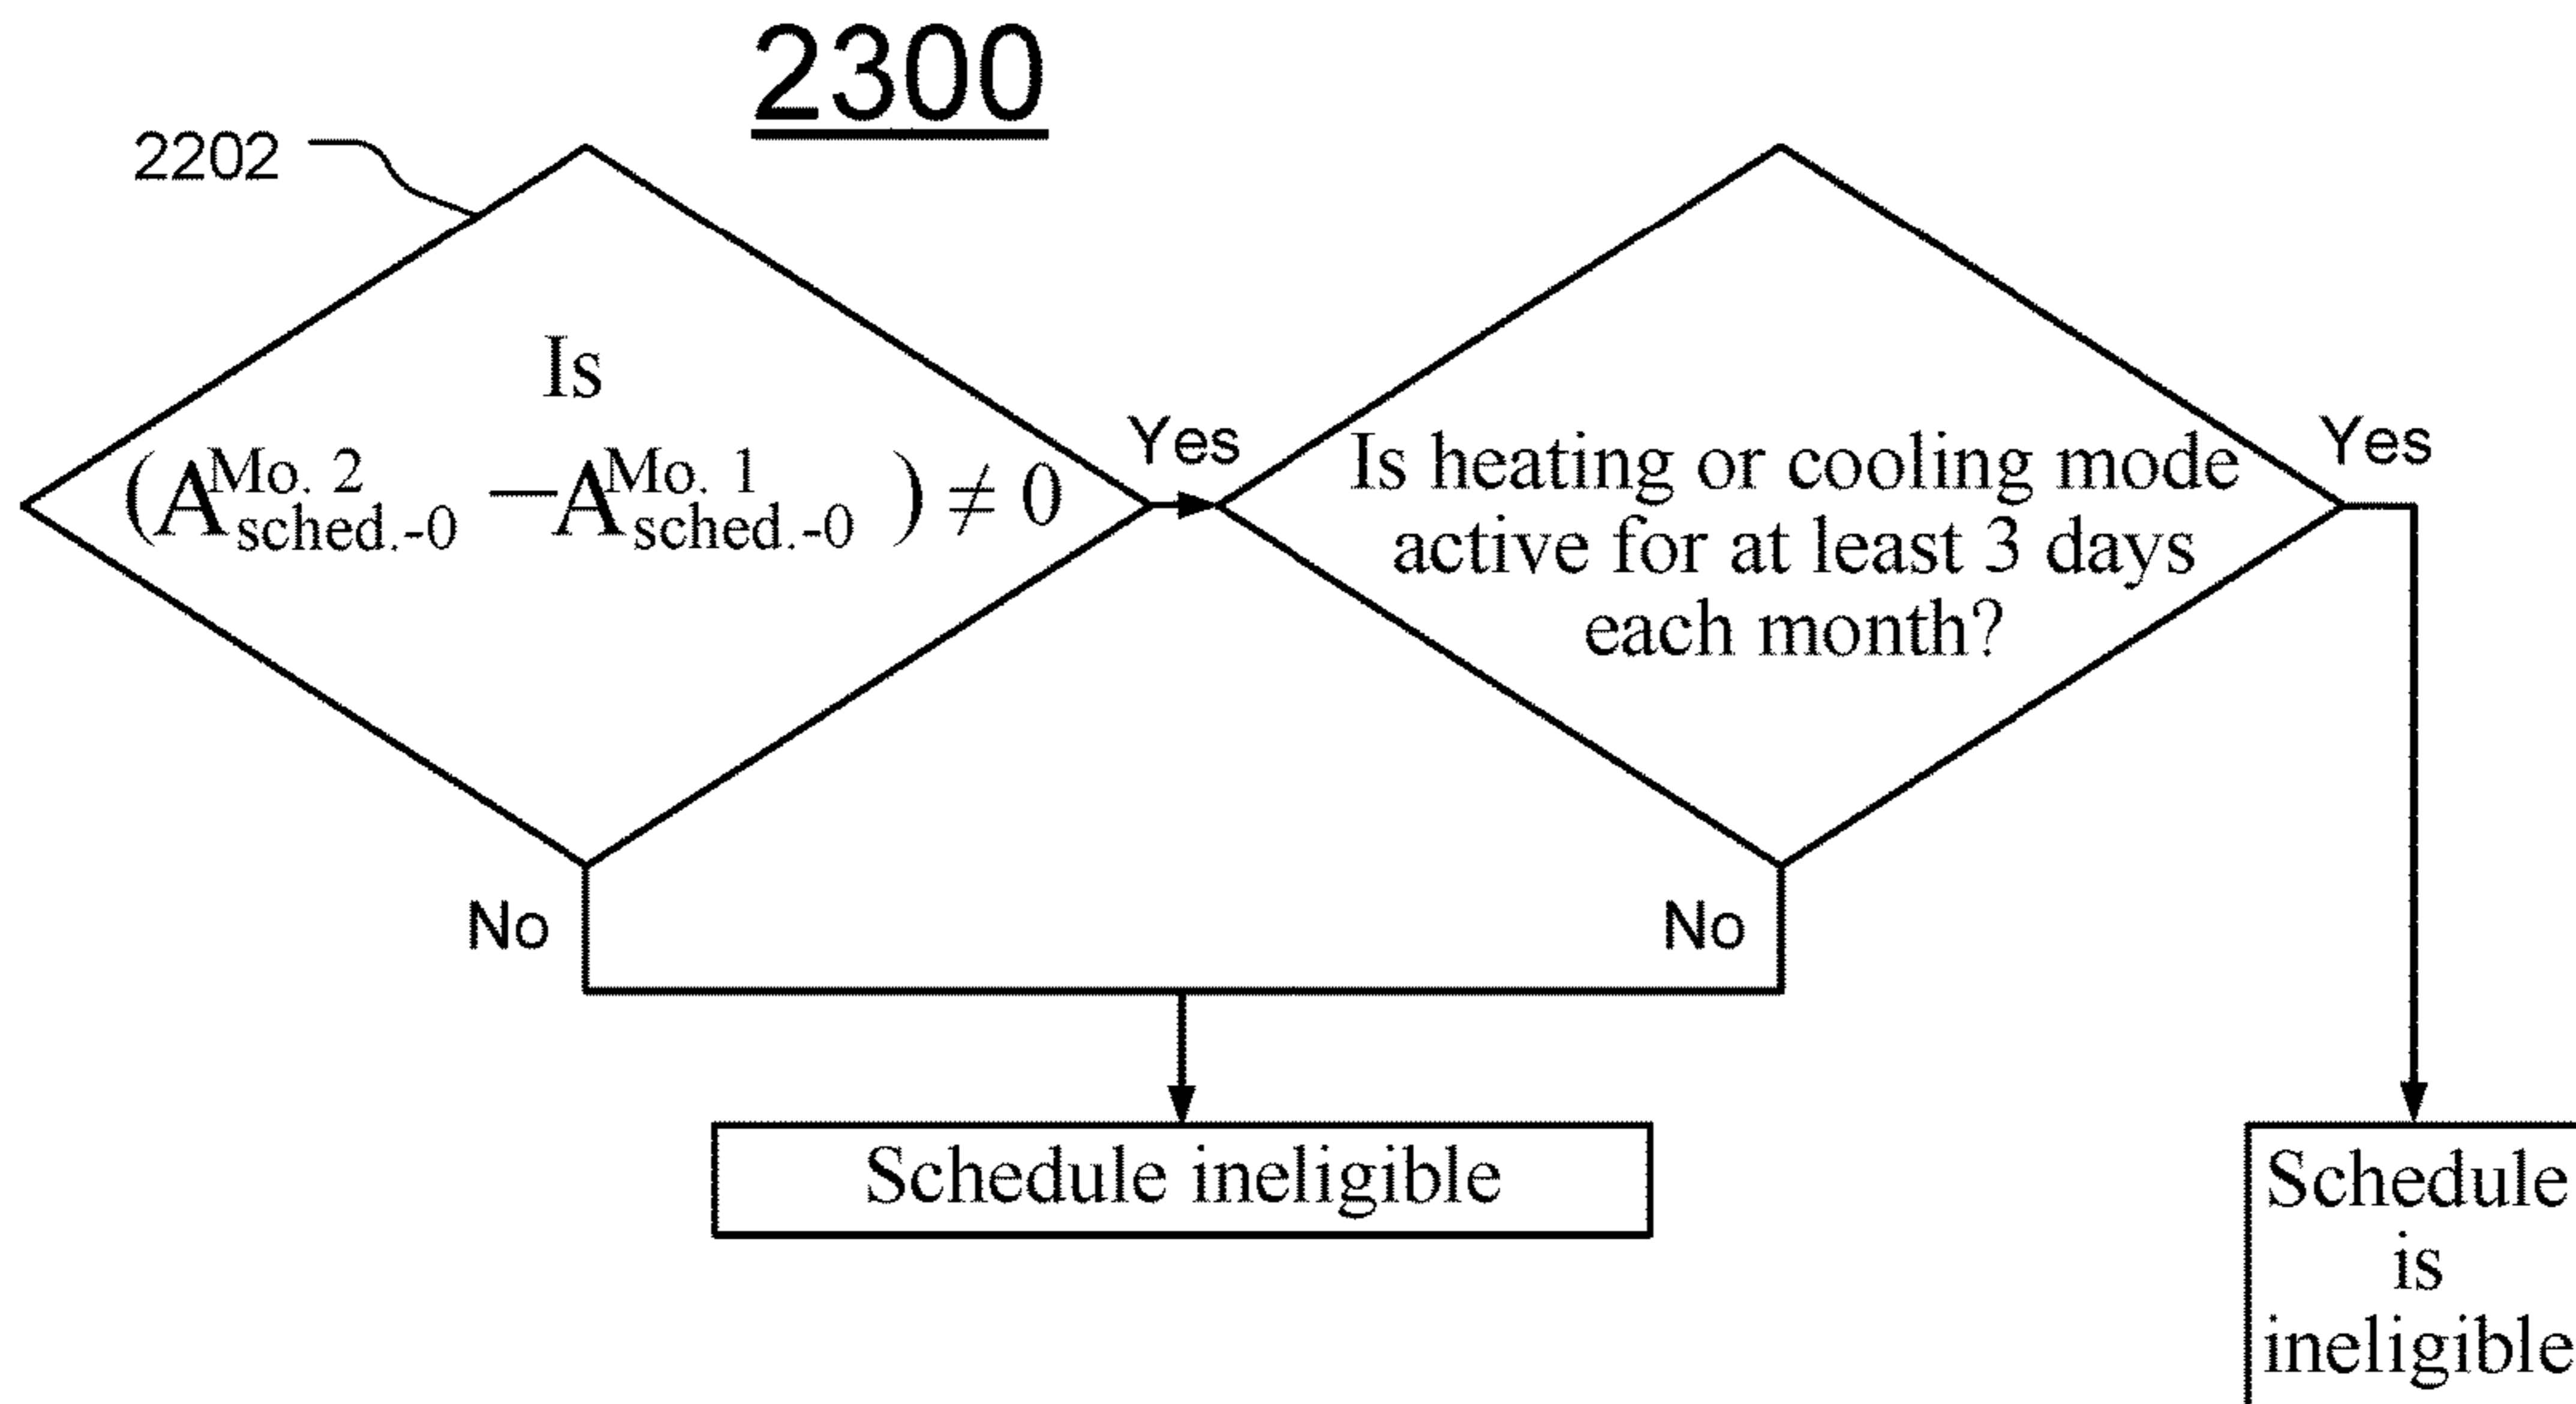 2300
2202
Is
(A^{Mo. 2}_{sched.-0} — A^{Mo. 1}_{sched.-0}) ≠ 0
Yes
Is heating or cooling mode
active for at least 3 days
each month?
Yes
No
No
Schedule ineligible
Schedule
is
ineligible